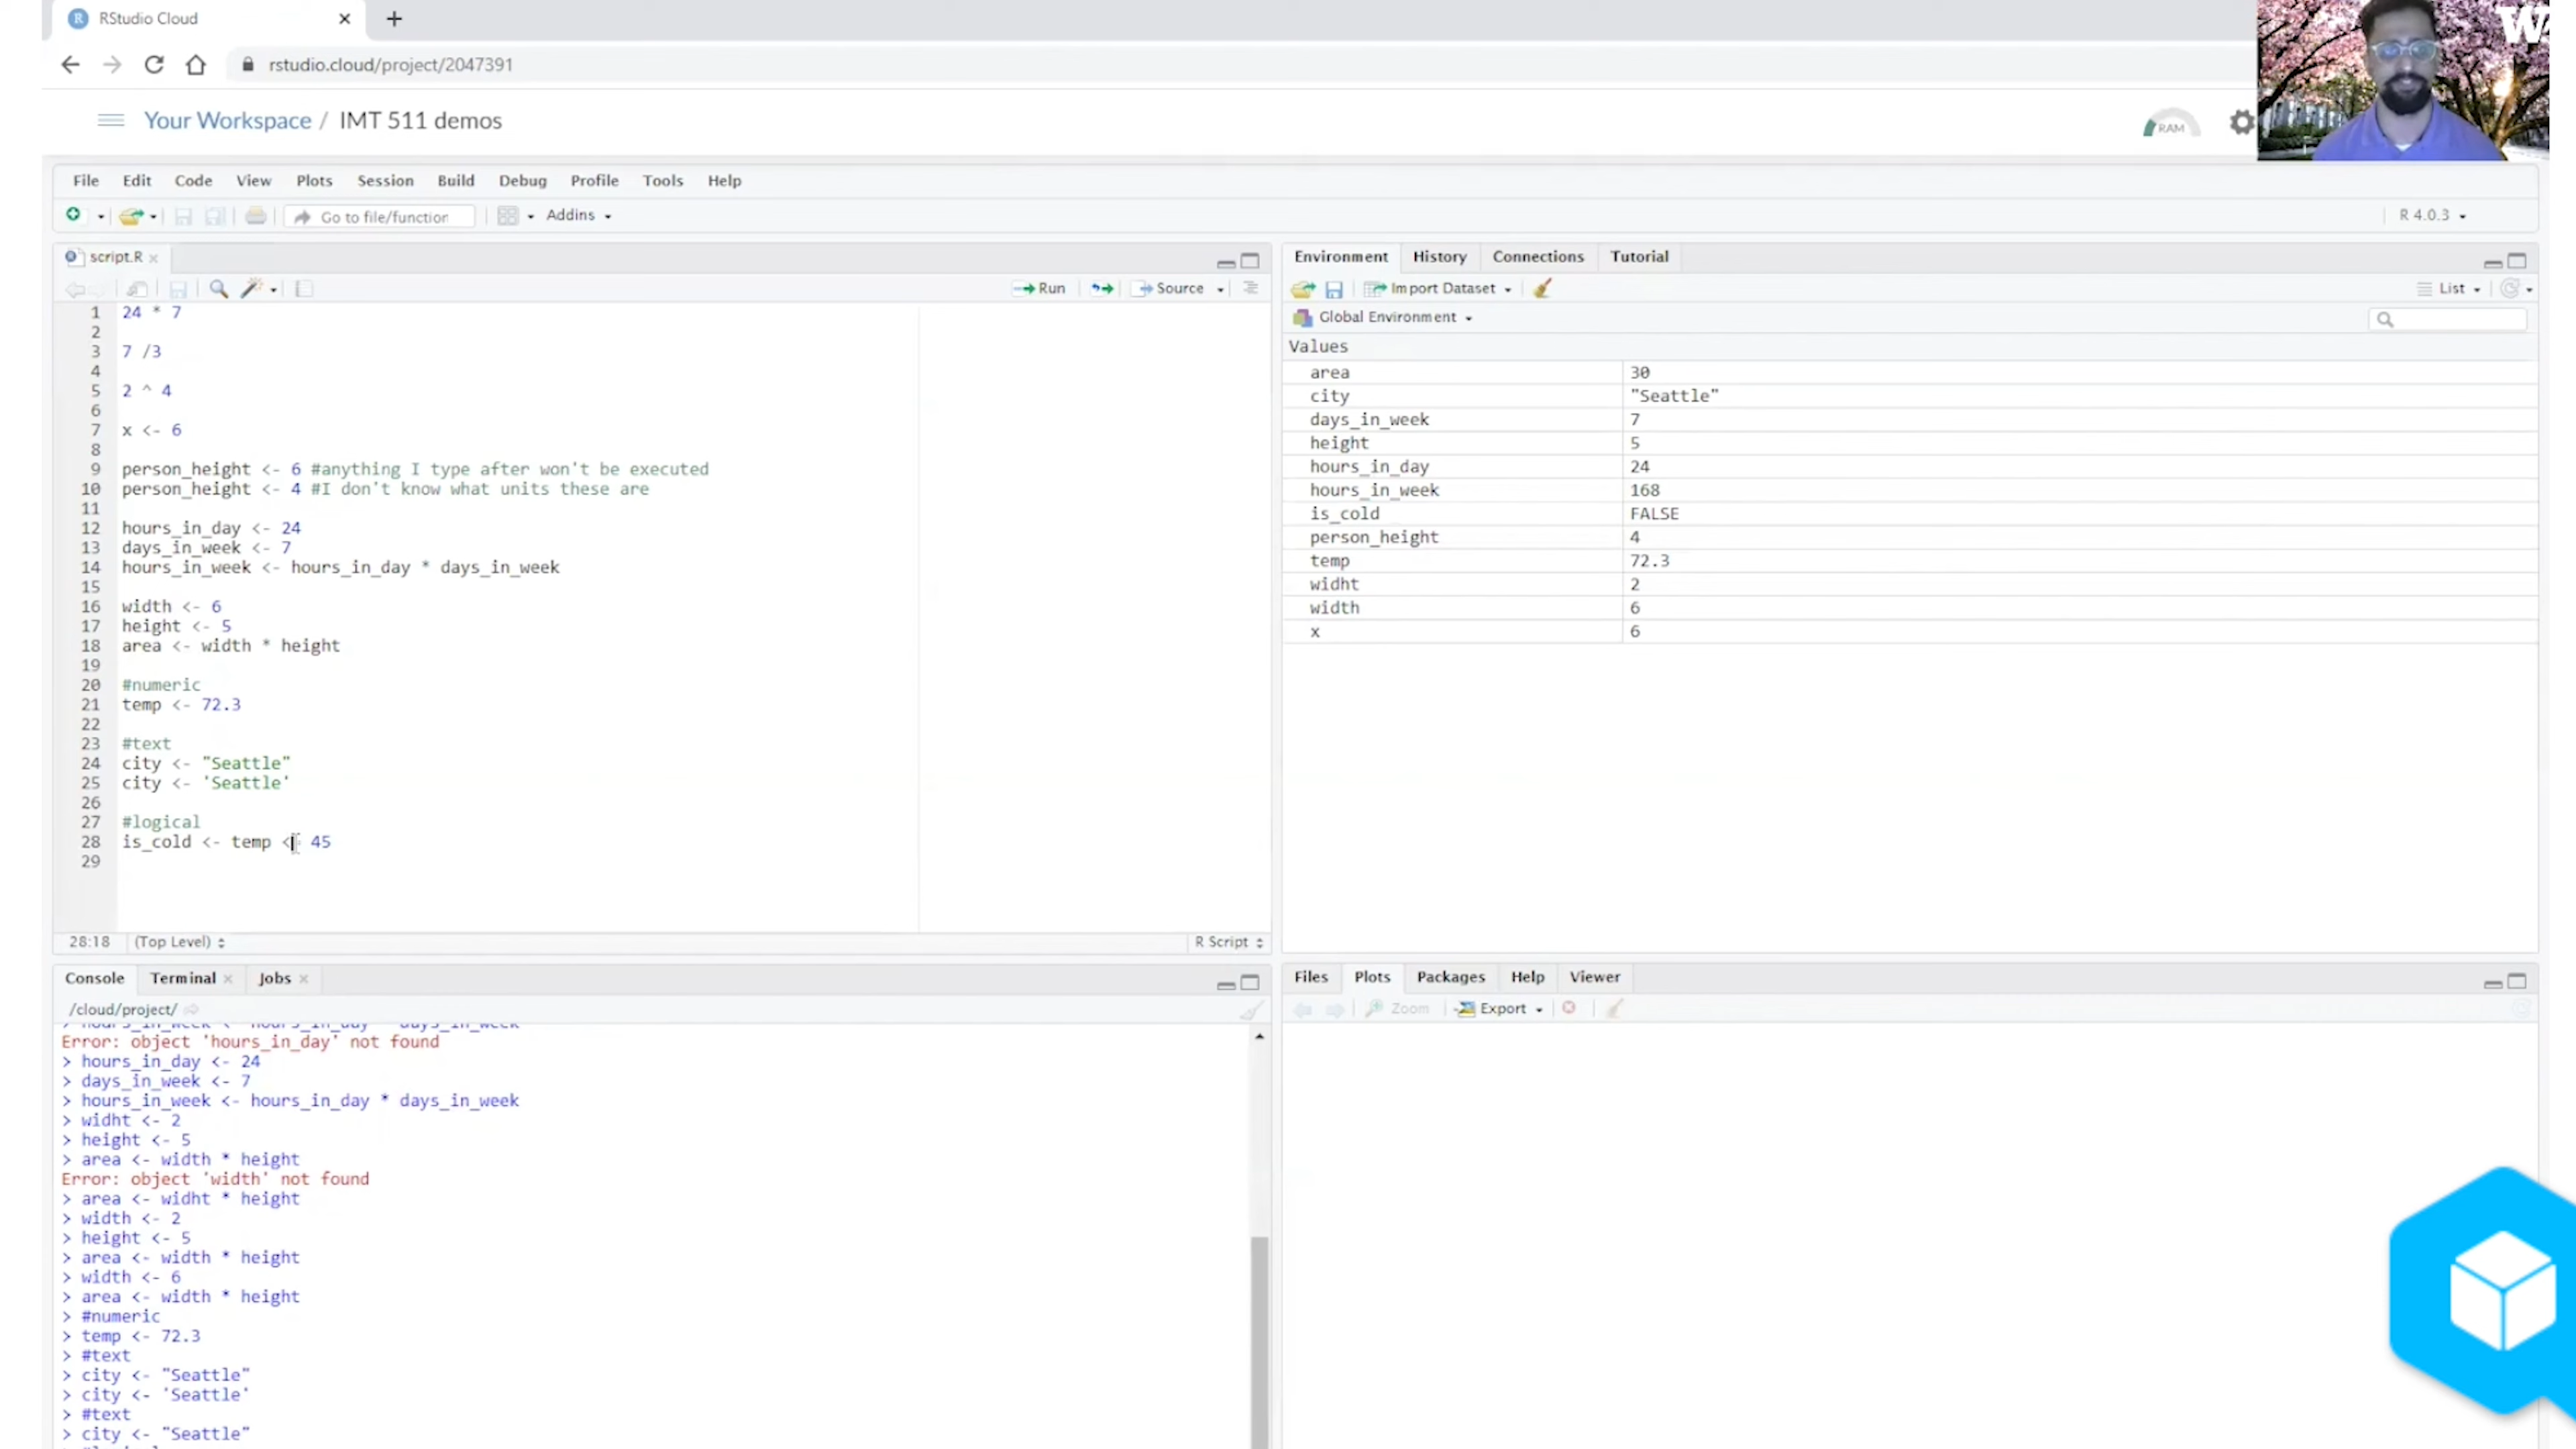 RStudio Cloud
rstudio.cloud/project/2047391
Your Workspace / IMT 511 demos
RAM
W
File Edit Code View Plots Session Build Debug Profile Tools Help
Go to file/function Addins R 4.0.3
script.R
Run Source
1 24 * 7
2
3 7 /3
4
5 2 ^ 4
6
7 x <- 6
8
9 person_height <- 6 #anything I type after won't be executed
10 person_height <- 4 #I don't know what units these are
11
12 hours_in_day <- 24
13 days_in_week <- 7
14 hours_in_week <- hours_in_day * days_in_week
15
16 width <- 6
17 height <- 5
18 area <- width * height
19
20 #numeric
21 temp <- 72.3
22
23 #text
24 city <- "Seattle"
25 city <- 'Seattle'
26
27 #logical
28 is_cold <- temp < 45
29
28:18 (Top Level) R Script
Environment History Connections Tutorial
Import Dataset List
Global Environment
Values
area 30
city "Seattle"
days_in_week 7
height 5
hours_in_day 24
hours_in_week 168
is_cold FALSE
person_height 4
temp 72.3
widht 2
width 6
x 6
Console Terminal Jobs
/cloud/project/
> hours_in_week <- hours_in_day * days_in_week
Error: object 'hours_in_day' not found
> hours_in_day <- 24
> days_in_week <- 7
> hours_in_week <- hours_in_day * days_in_week
> widht <- 2
> height <- 5
> area <- width * height
Error: object 'width' not found
> area <- widht * height
> width <- 2
> height <- 5
> area <- width * height
> width <- 6
> area <- width * height
> #numeric
> temp <- 72.3
> #text
> city <- "Seattle"
> city <- 'Seattle'
> #text
> city <- "Seattle"
Files Plots Packages Help Viewer
Zoom Export